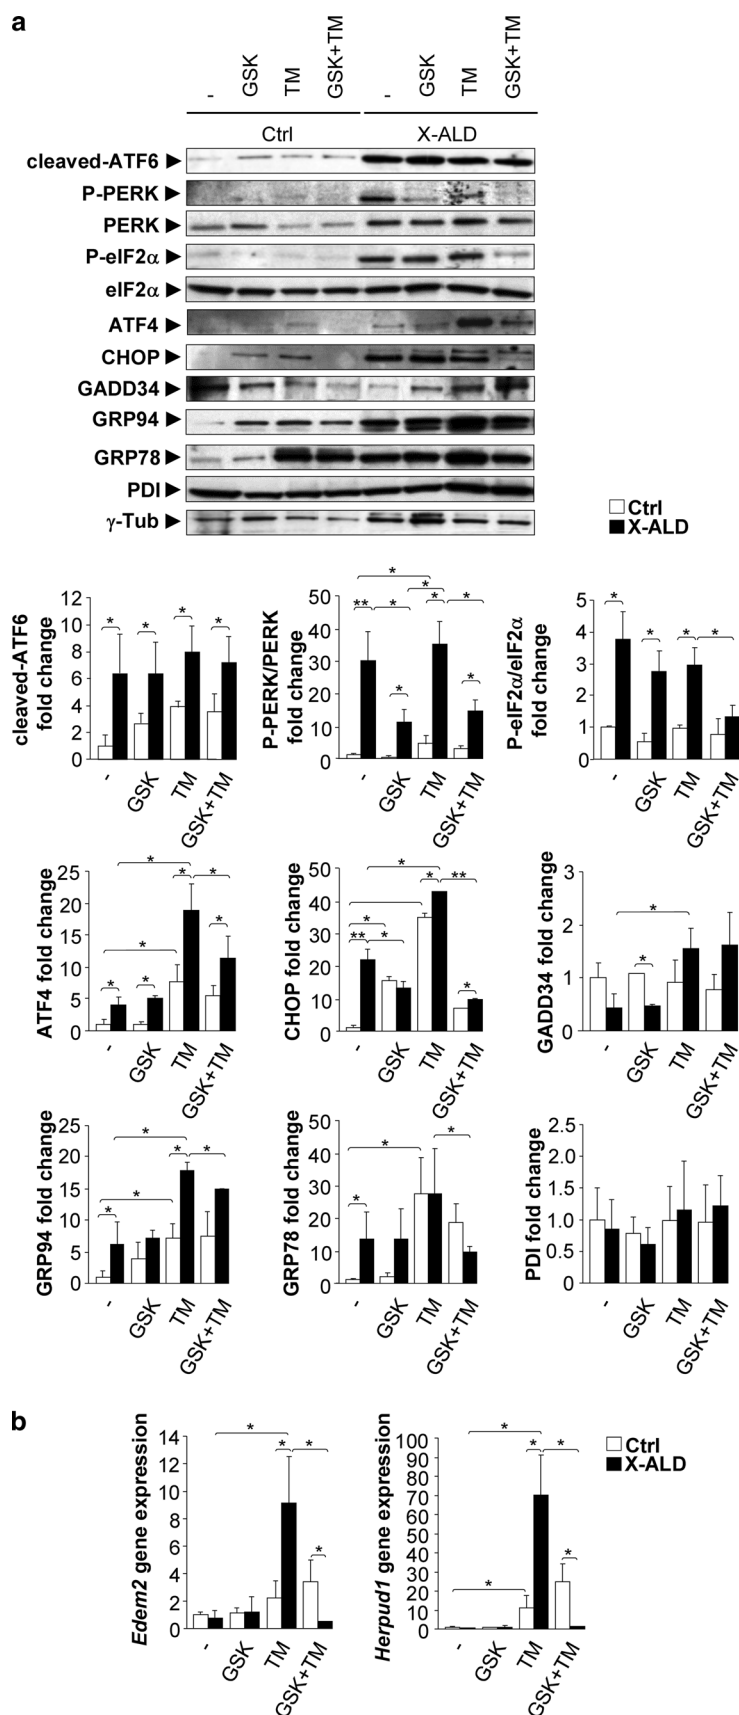 a
- GSK TM GSK+TM - GSK TM GSK+TM
Ctrl X-ALD
cleaved-ATF6
P-PERK
PERK
P-eIF2α
eIF2α
ATF4
CHOP
GADD34
GRP94
GRP78
PDI
γ-Tub
Ctrl
X-ALD
cleaved-ATF6
fold change
12
10
8
6
4
2
0
* * * *
- GSK TM GSK+TM
P-PERK/PERK
fold change
50
40
30
20
10
0
*
*
** * * *
* *
- GSK TM GSK+TM
P-eIF2α/eIF2α
fold change
5
4
3
2
1
0
* * * *
- GSK TM GSK+TM
ATF4 fold change
25
20
15
10
5
0
*
* *
* *
* *
- GSK TM GSK+TM
CHOP fold change
50
40
30
20
10
0
*
* **
*
** *
*
- GSK TM GSK+TM
GADD34 fold change
3
2
1
0
*
*
- GSK TM GSK+TM
GRP94 fold change
25
20
15
10
5
0
*
* *
*
*
- GSK TM GSK+TM
GRP78 fold change
50
40
30
20
10
0
* *
*
- GSK TM GSK+TM
PDI fold change
2.5
2.0
1.5
1.0
0.5
0
- GSK TM GSK+TM
b
Edem2 gene expression
14
12
10
8
6
4
2
0
*
* *
*
- GSK TM GSK+TM
Herpud1 gene expression
100
90
80
70
60
50
40
30
20
10
0
*
* *
*
*
- GSK TM GSK+TM
Ctrl
X-ALD